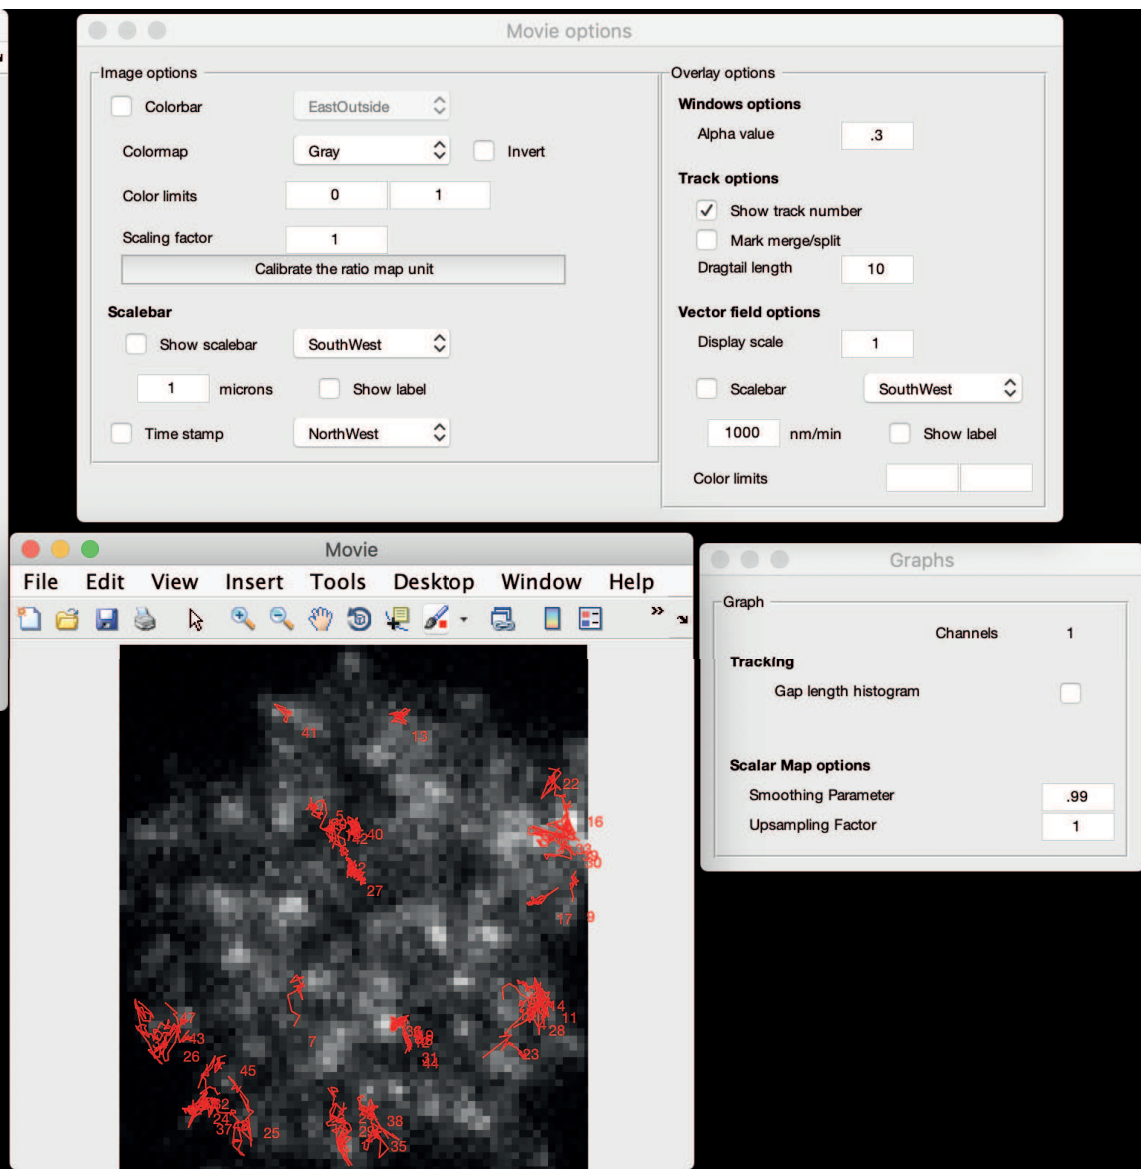 Movie options
Image options
Colorbar EastOutside
Colormap Gray Invert
Color limits 0 1
Scaling factor 1
Calibrate the ratio map unit
Scalebar
Show scalebar SouthWest
1 microns Show label
Time stamp NorthWest
Overlay options
Windows options
Alpha value .3
Track options
Show track number
Mark merge/split
Dragtail length 10
Vector field options
Display scale 1
Scalebar SouthWest
1000 nm/min Show label
Color limits
Movie
File Edit View Insert Tools Desktop Window Help
41
13
22
5
16
40
27
17
9
14
11
28
7
23
47
43
26
31
44
45
32
37
25
38
35
Graphs
Graph
Channels 1
Tracking
Gap length histogram
Scalar Map options
Smoothing Parameter .99
Upsampling Factor 1